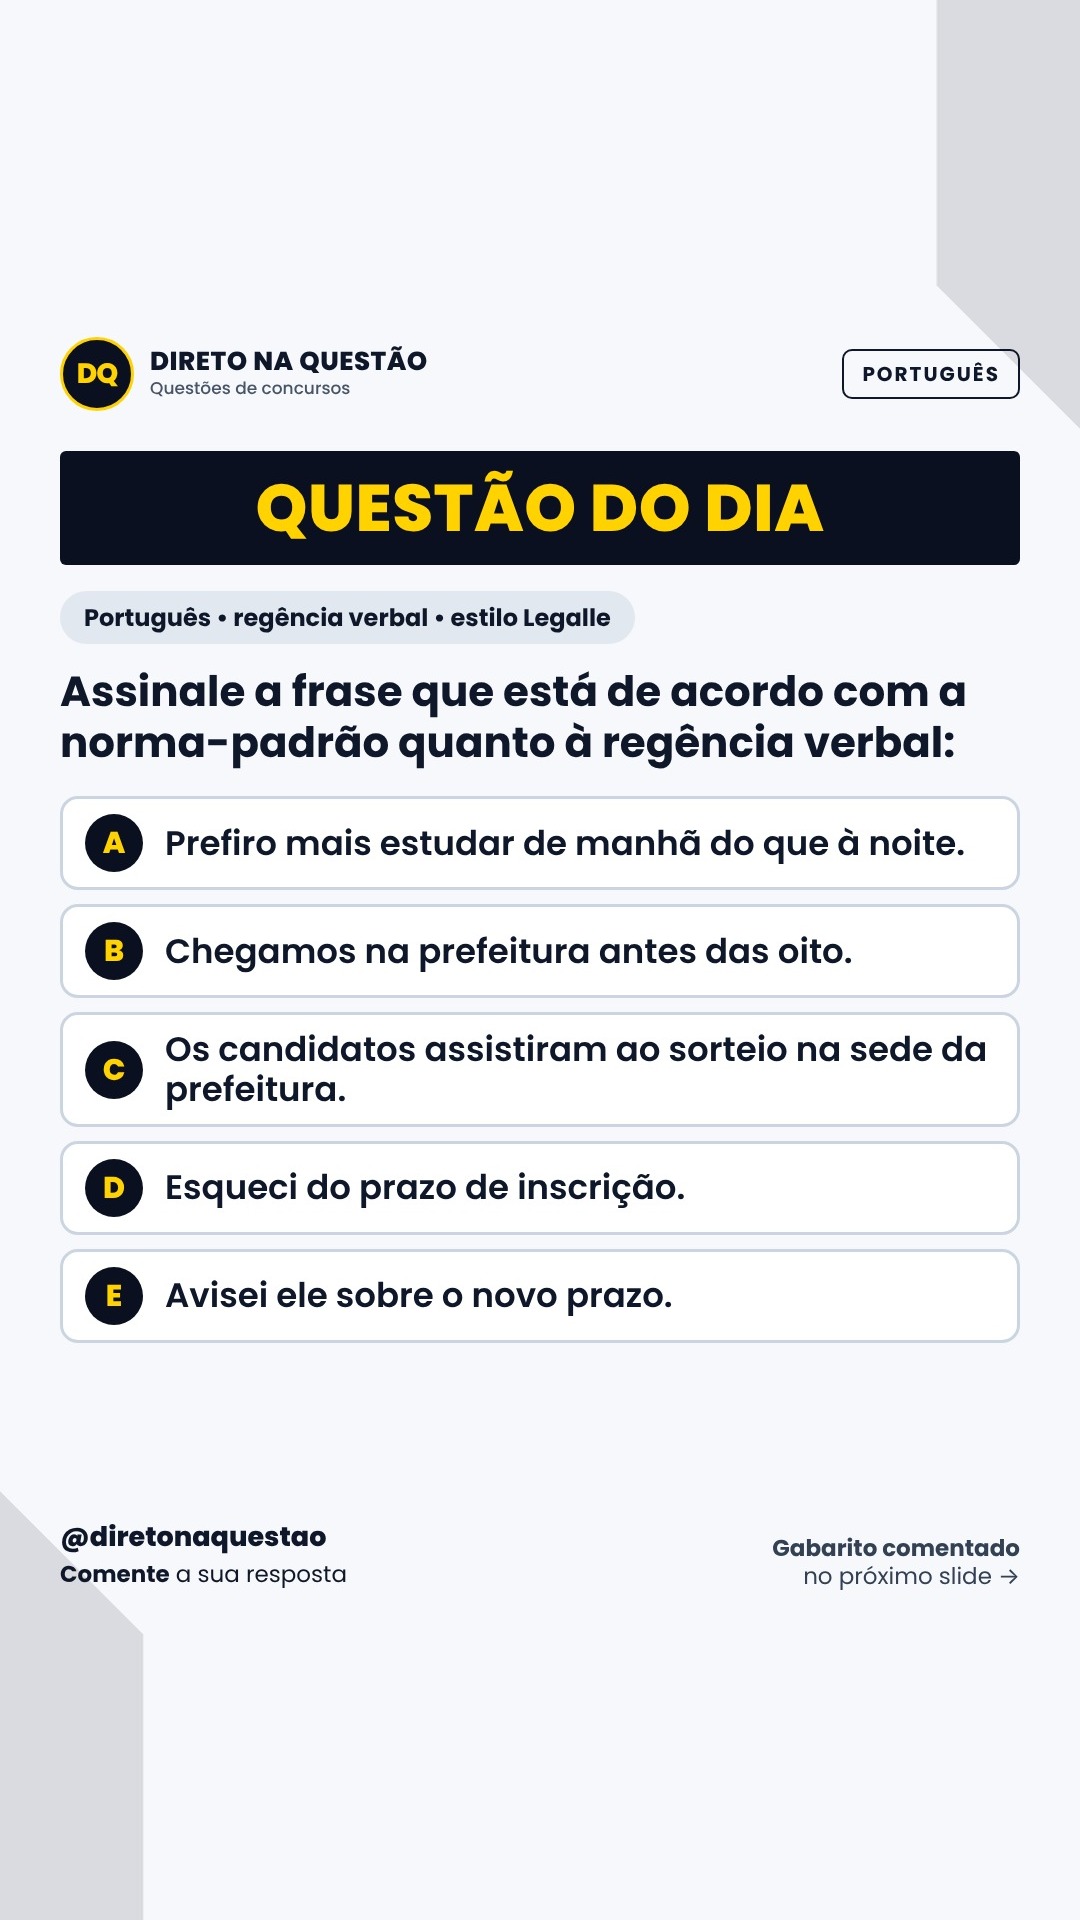 DQ
DIRETO NA QUESTÃO
Questões de concursos
PORTUGUÊS
QUESTÃO DO DIA
Português • regência verbal • estilo Legalle
Assinale a frase que está de acordo com a
norma-padrão quanto à regência verbal:
A Prefiro mais estudar de manhã do que à noite.
B Chegamos na prefeitura antes das oito.
C Os candidatos assistiram ao sorteio na sede da
prefeitura.
D Esqueci do prazo de inscrição.
E Avisei ele sobre o novo prazo.
@diretonaquestao
Comente a sua resposta
Gabarito comentado
no próximo slide →